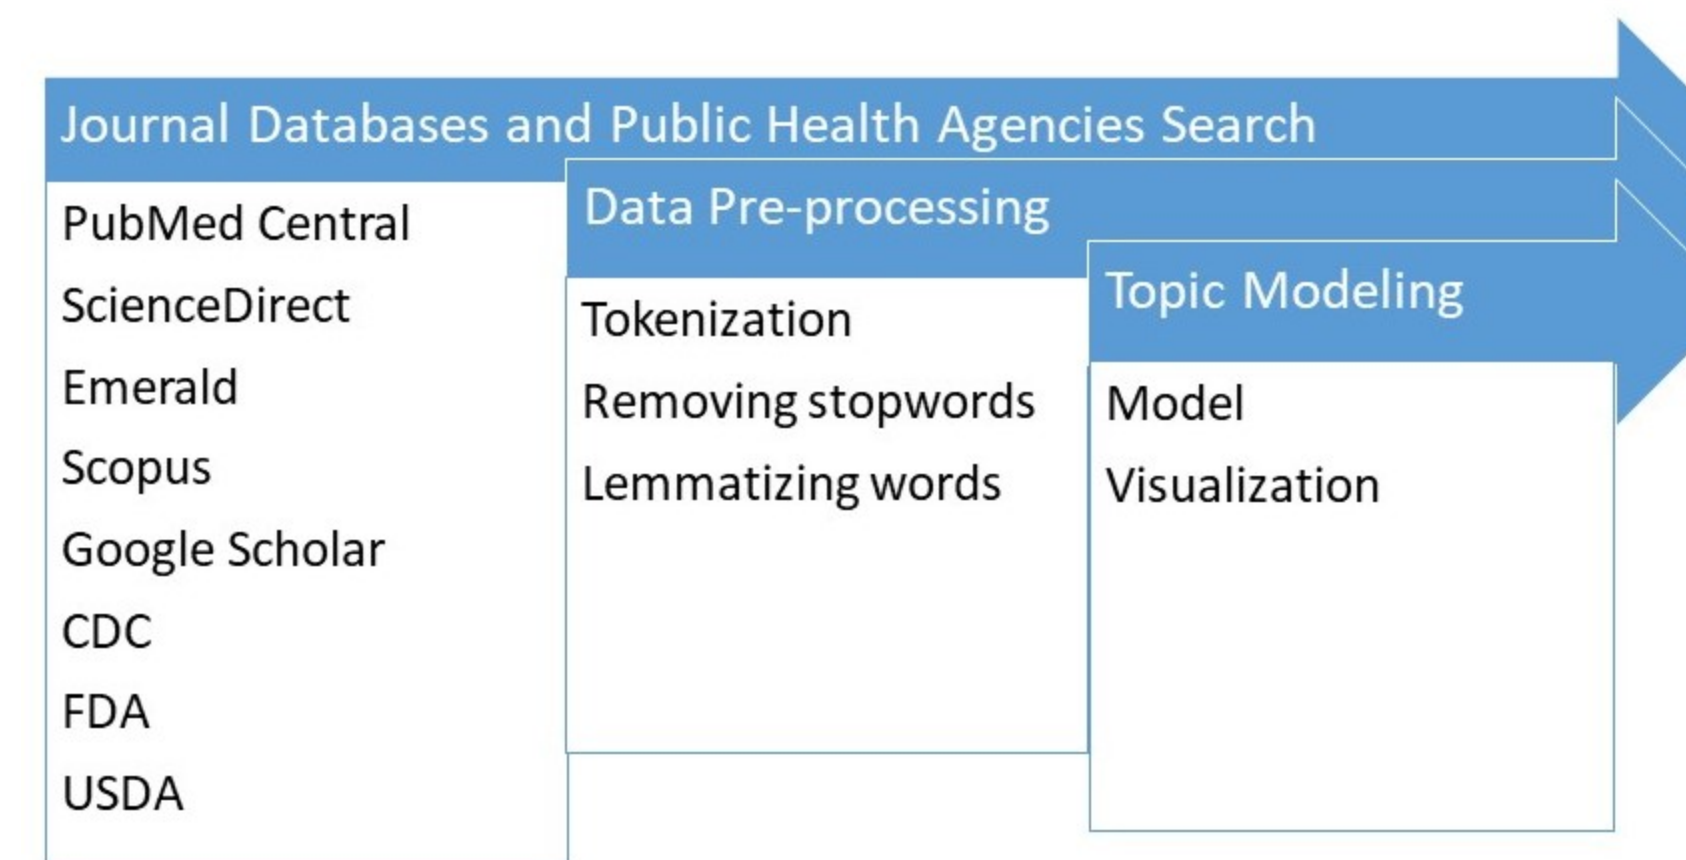 Journal Databases and Public Health Agencies Search
PubMed Central
ScienceDirect
Emerald
Scopus
Google Scholar
CDC
FDA
USDA
Data Pre-processing
Tokenization
Removing stopwords
Lemmatizing words
Topic Modeling
Model
Visualization